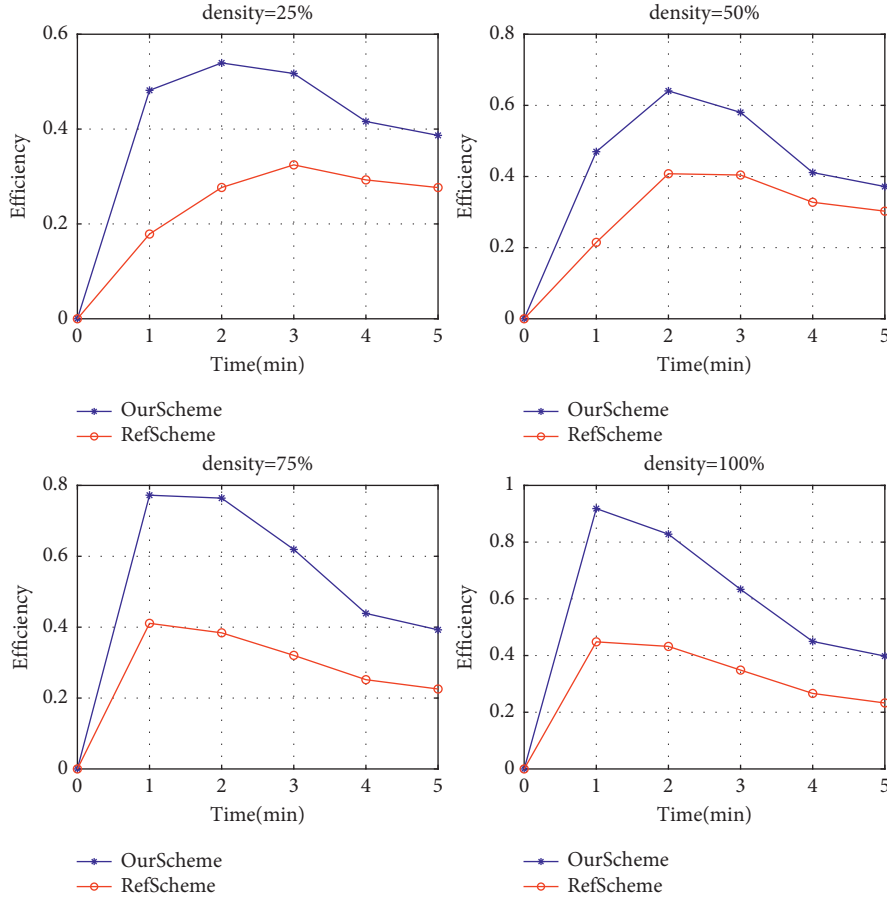 density=25%
0.6
0.4
0.2
0
Efficiency
0 1 2 3 4 5
Time(min)
OurScheme
RefScheme
density=50%
0.8
0.6
0.4
0.2
0
Efficiency
0 1 2 3 4 5
Time(min)
OurScheme
RefScheme
density=75%
0.8
0.6
0.4
0.2
0
Efficiency
0 1 2 3 4 5
Time(min)
OurScheme
RefScheme
density=100%
1
0.8
0.6
0.4
0.2
0
Efficiency
0 1 2 3 4 5
Time(min)
OurScheme
RefScheme